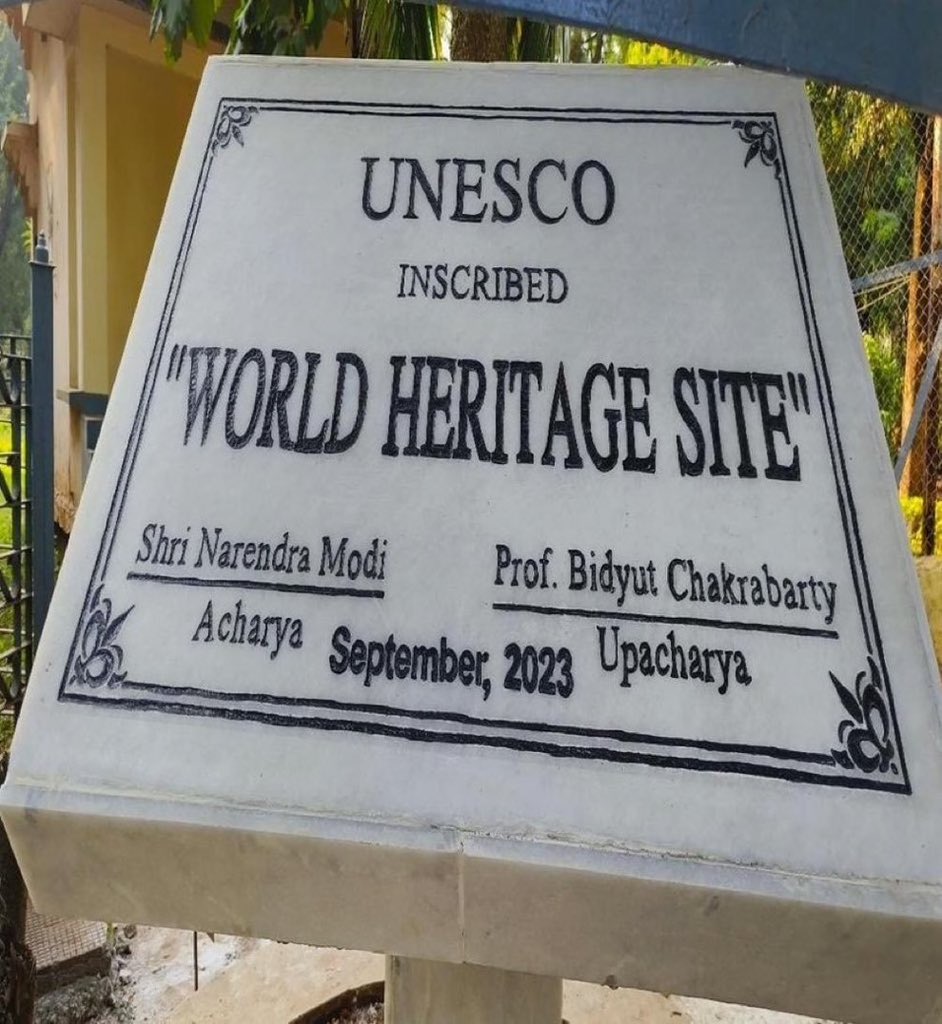 UNESCO
INSCRIBED
"WORLD HERITAGE SITE"
Shri Narendra Modi Prof. Bidyut Chakrabarty
Acharya September, 2023 Upacharya